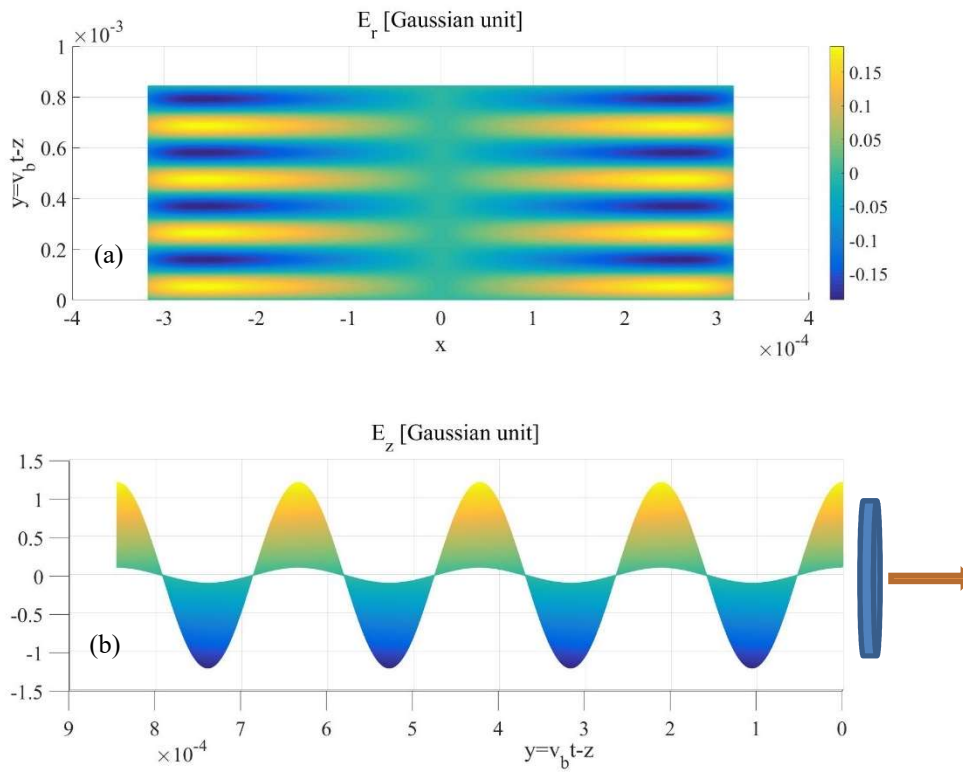 E_r [Gaussian unit]
×10^-3
1
0.8
0.6
0.4
0.2
0
y=v_b t-z
(a)
-4 -3 -2 -1 0 1 2 3 4
x
×10^-4
0.15
0.1
0.05
0
-0.05
-0.1
-0.15
E_z [Gaussian unit]
1.5
1
0.5
0
-0.5
-1
-1.5
(b)
9 8 7 6 5 4 3 2 1 0
×10^-4
y=v_b t-z